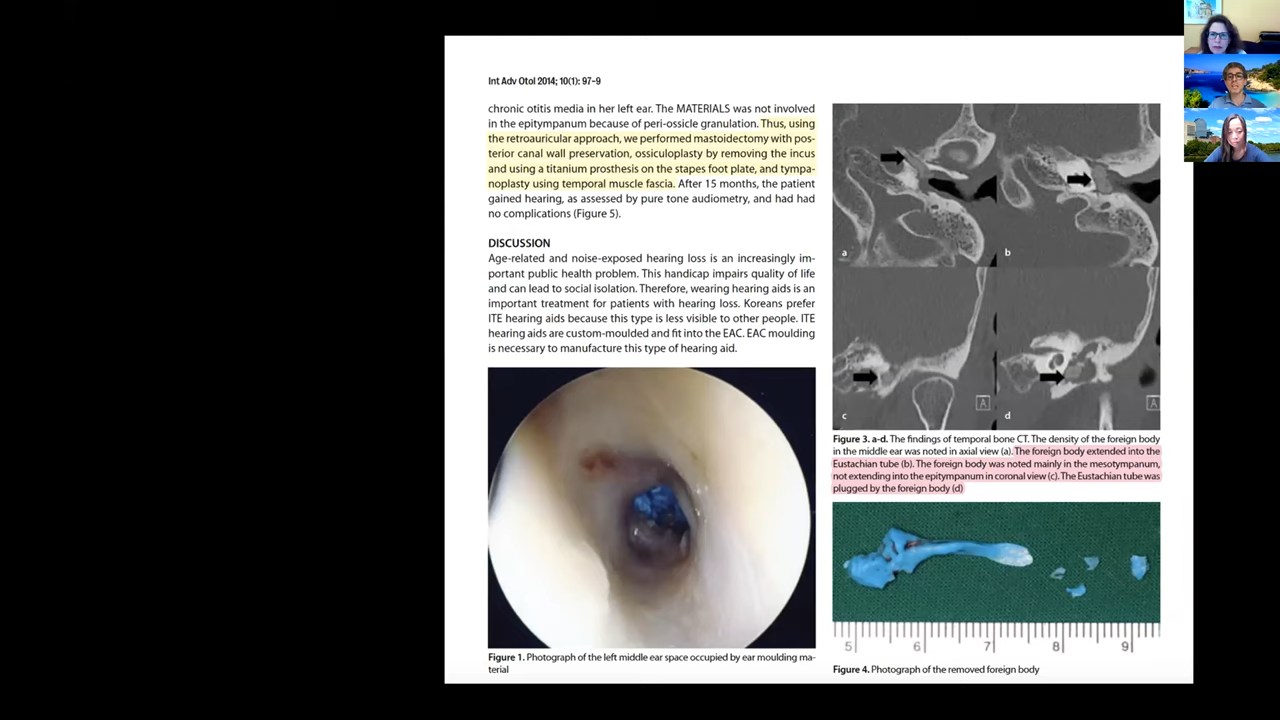 Int Adv Otol 2014; 10(1): 97-9
chronic otitis media in her left ear. The MATERIALS was not involved
in the epitympanum because of peri-ossicle granulation. Thus, using
the retroauricular approach, we performed mastoidectomy with pos-
terior canal wall preservation, ossiculoplasty by removing the incus
and using a titanium prosthesis on the stapes foot plate, and tympa-
noplasty using temporal muscle fascia. After 15 months, the patient
gained hearing, as assessed by pure tone audiometry, and had had
no complications (Figure 5).
DISCUSSION
Age-related and noise-exposed hearing loss is an increasingly im-
portant public health problem. This handicap impairs quality of life
and can lead to social isolation. Therefore, wearing hearing aids is an
important treatment for patients with hearing loss. Koreans prefer
ITE hearing aids because this type is less visible to other people. ITE
hearing aids are custom-moulded and fit into the EAC. EAC moulding
is necessary to manufacture this type of hearing aid.
Figure 1. Photograph of the left middle ear space occupied by ear moulding ma-
terial
a
b
c
A
d
A
Figure 3. a-d. The findings of temporal bone CT. The density of the foreign body
in the middle ear was noted in axial view (a). The foreign body extended into the
Eustachian tube (b). The foreign body was noted mainly in the mesotympanum,
not extending into the epitympanum in coronal view (c). The Eustachian tube was
plugged by the foreign body (d)
5 6 7 8 9
Figure 4. Photograph of the removed foreign body